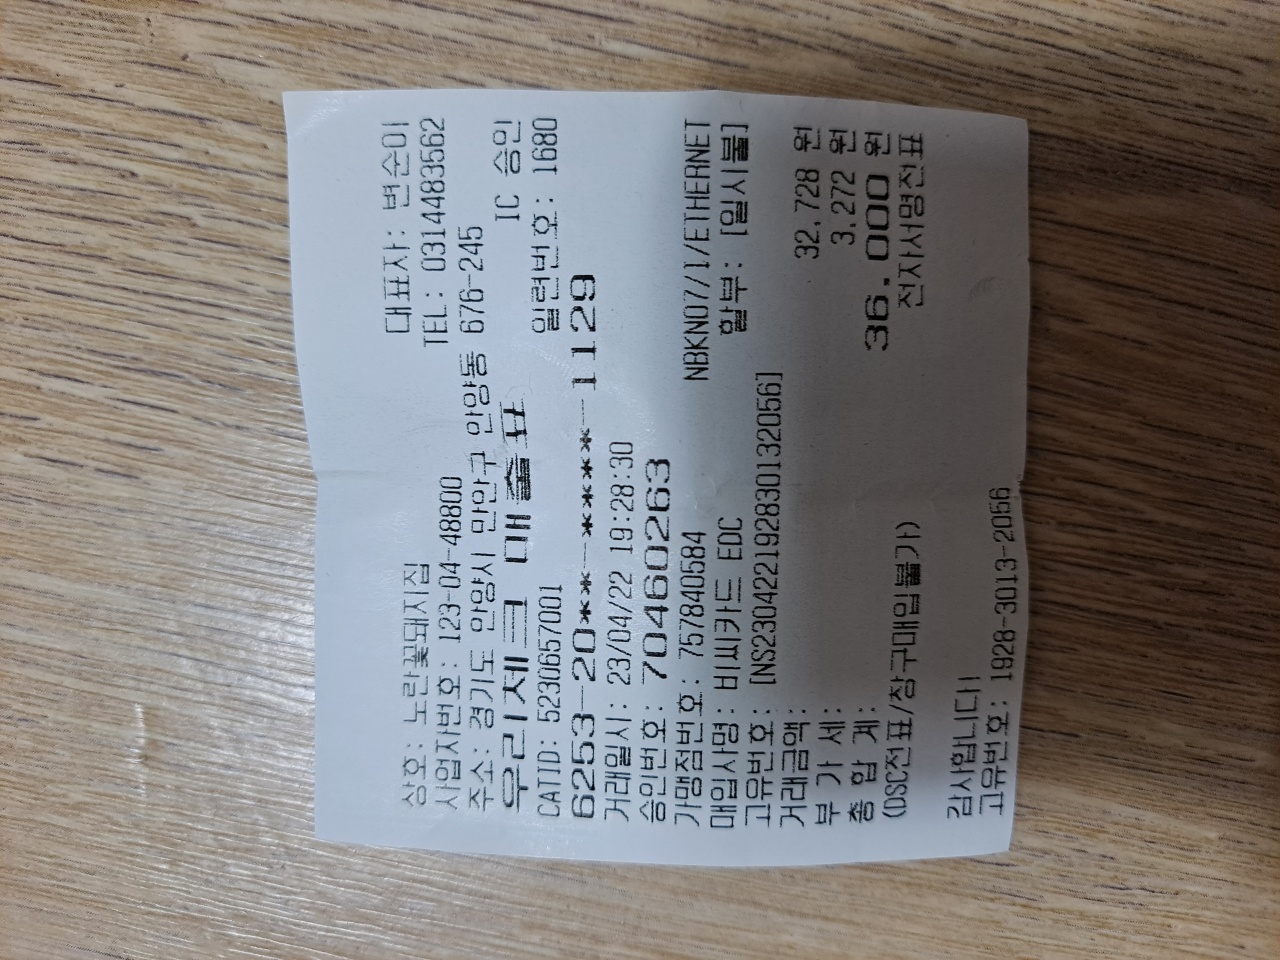 상호: 노란꽃돼지집 대표자: 변순이
사업자번호: 123-04-48800 TEL: 0314483562
주소: 경기도 안양시 만안구 안양동 676-245
우리체크 매출표 IC 승인
CATID: 5230657001 일련번호: 1680
6253-20**-****-1129
거래일시: 23/04/22 19:28:30
승인번호: 70460263
가맹점번호: 757840584 NBKN07/1/ETHERNET
매입사명: 비씨카드 EDC 할부: [일시불]
고유번호: [NS230422192830132056]
거래금액: 32,728 원
부 가 세: 3,272 원
총 합 계: 36,000 원
(DSC전표/창구매입불가) 전자서명전표
감사합니다!
고유번호: 1928-3013-2056